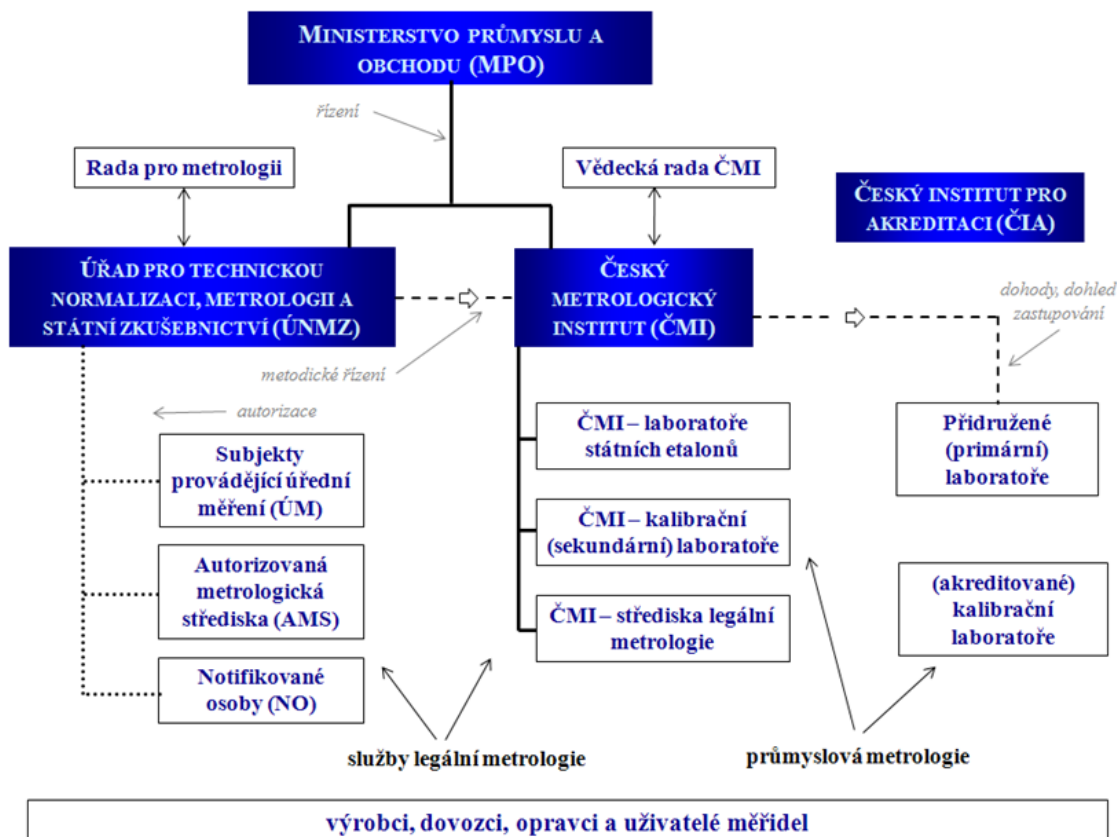 MINISTERSTVO PRŮMYSLU A
OBCHODU (MPO)
řízení
Rada pro metrologii
Vědecká rada ČMI
ČESKÝ INSTITUT PRO
AKREDITACI (ČIA)
ÚŘAD PRO TECHNICKOU
NORMALIZACI, METROLOGII A
STÁTNÍ ZKUŠEBNICTVÍ (ÚNMZ)
ČESKÝ
METROLOGICKÝ
INSTITUT (ČMI)
dohody, dohled
zastupování
metodické řízení
autorizace
Subjekty
provádějící úřední
měření (ÚM)
ČMI – laboratoře
státních etalonů
Přidružené
(primární)
laboratoře
Autorizovaná
metrologická
střediska (AMS)
ČMI – kalibrační
(sekundární) laboratoře
(akreditované)
kalibrační
laboratoře
ČMI – střediska legální
metrologie
Notifikované
osoby (NO)
služby legální metrologie
průmyslová metrologie
výrobci, dovozci, opravci a uživatelé měřidel